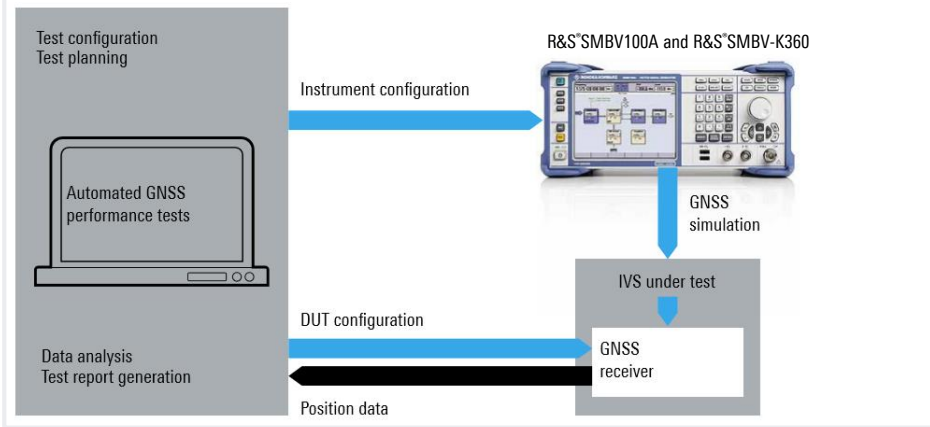 Test configuration
Test planning
R&S®SMBV100A and R&S®SMBV-K360
Instrument configuration
Automated GNSS
performance tests
GNSS
simulation
IVS under test
DUT configuration
GNSS
receiver
Data analysis
Test report generation
Position data